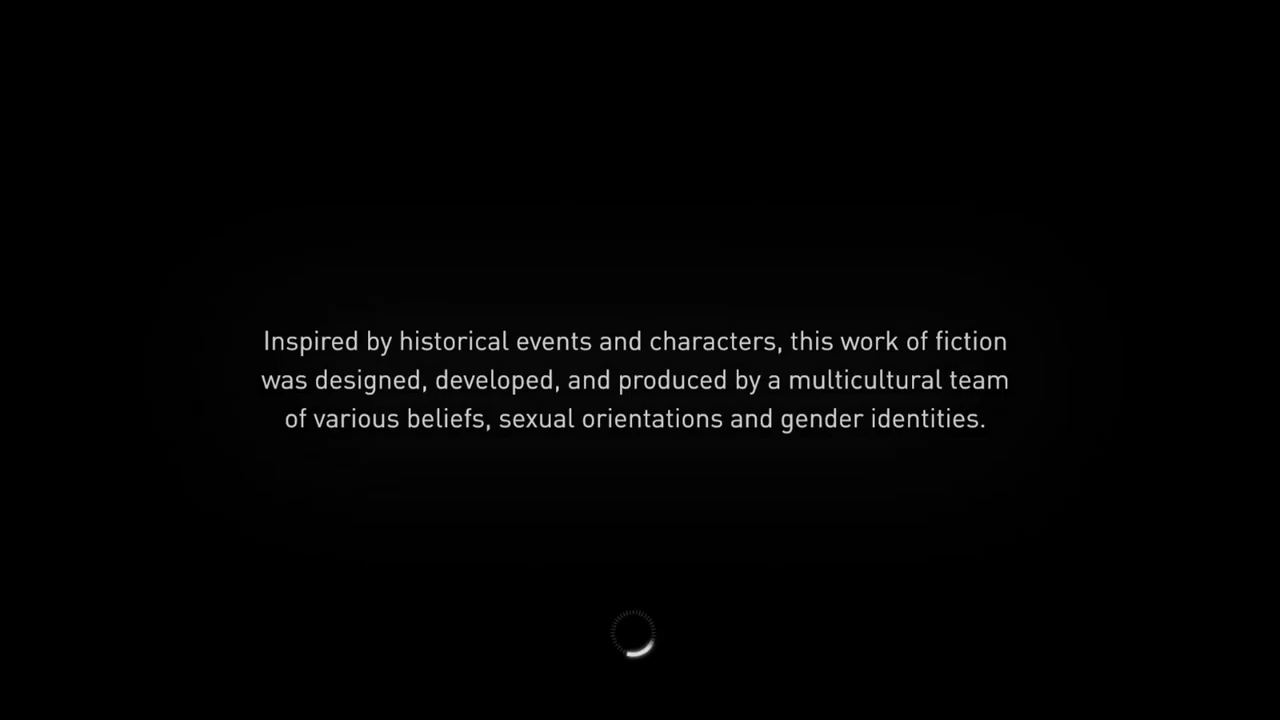 Inspired by historical events and characters, this work of fiction
was designed, developed, and produced by a multicultural team
of various beliefs, sexual orientations and gender identities.